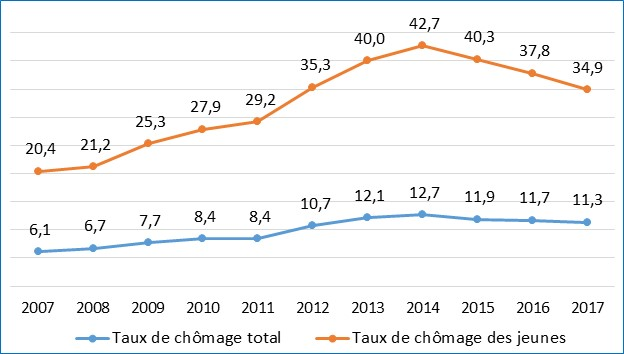 20,4 21,2 25,3 27,9 29,2 35,3 40,0 42,7 40,3 37,8 34,9
6,1 6,7 7,7 8,4 8,4 10,7 12,1 12,7 11,9 11,7 11,3
2007 2008 2009 2010 2011 2012 2013 2014 2015 2016 2017
Taux de chômage total Taux de chômage des jeunes